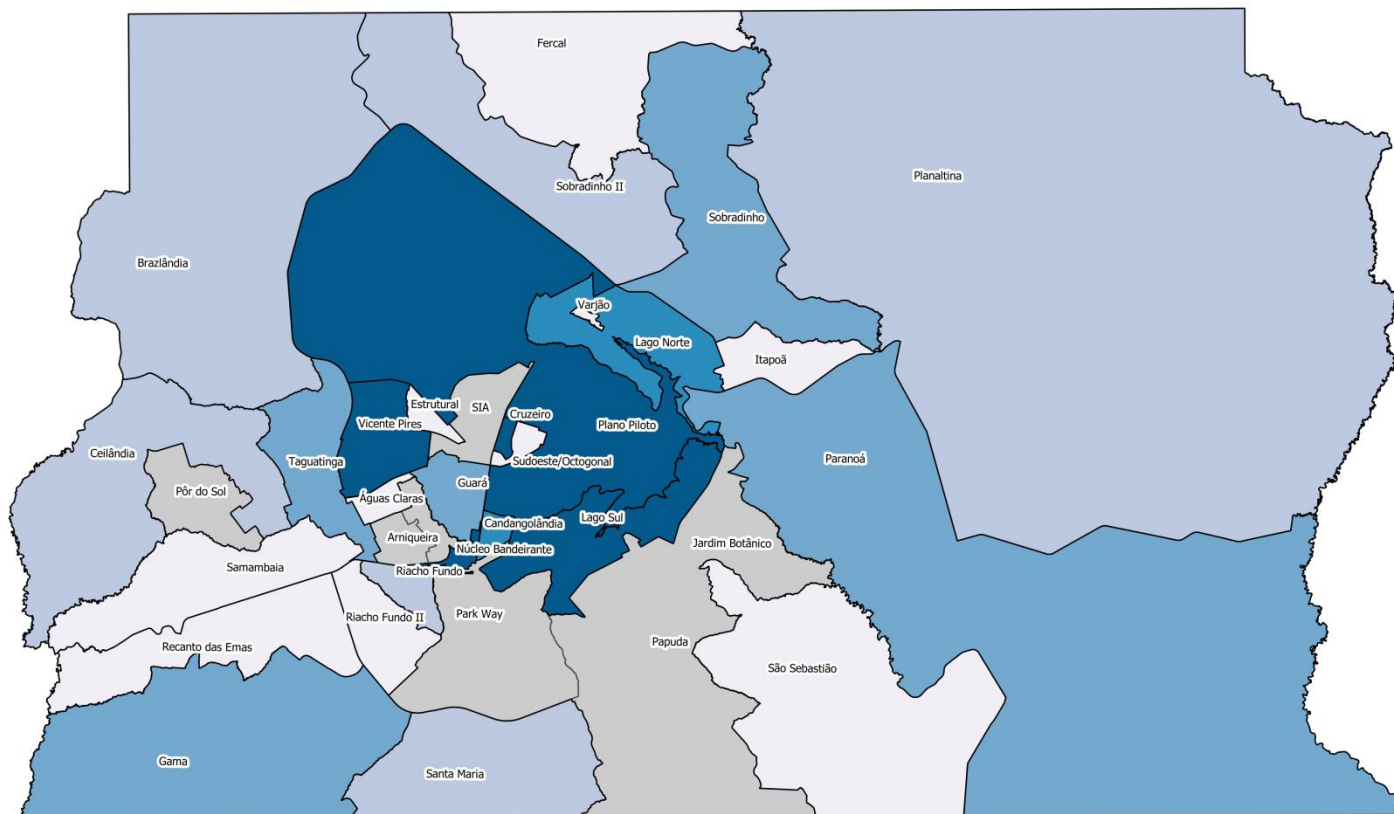 Fercal
Planaltina
Sobradinho II
Sobradinho
Brazlândia
Varjão
Lago Norte
Itapoã
Estrutural
SIA
Cruzeiro
Vicente Pires
Plano Piloto
Ceilândia
Taguatinga
Sudoeste/Octogonal
Paranoá
Pôr do Sol
Guará
Águas Claras
Lago Sul
Candangolândia
Arniqueira
Jardim Botânico
Núcleo Bandeirante
Samambaia
Riacho Fundo
Riacho Fundo II
Park Way
Papuda
Recanto das Emas
São Sebastião
Gama
Santa Maria